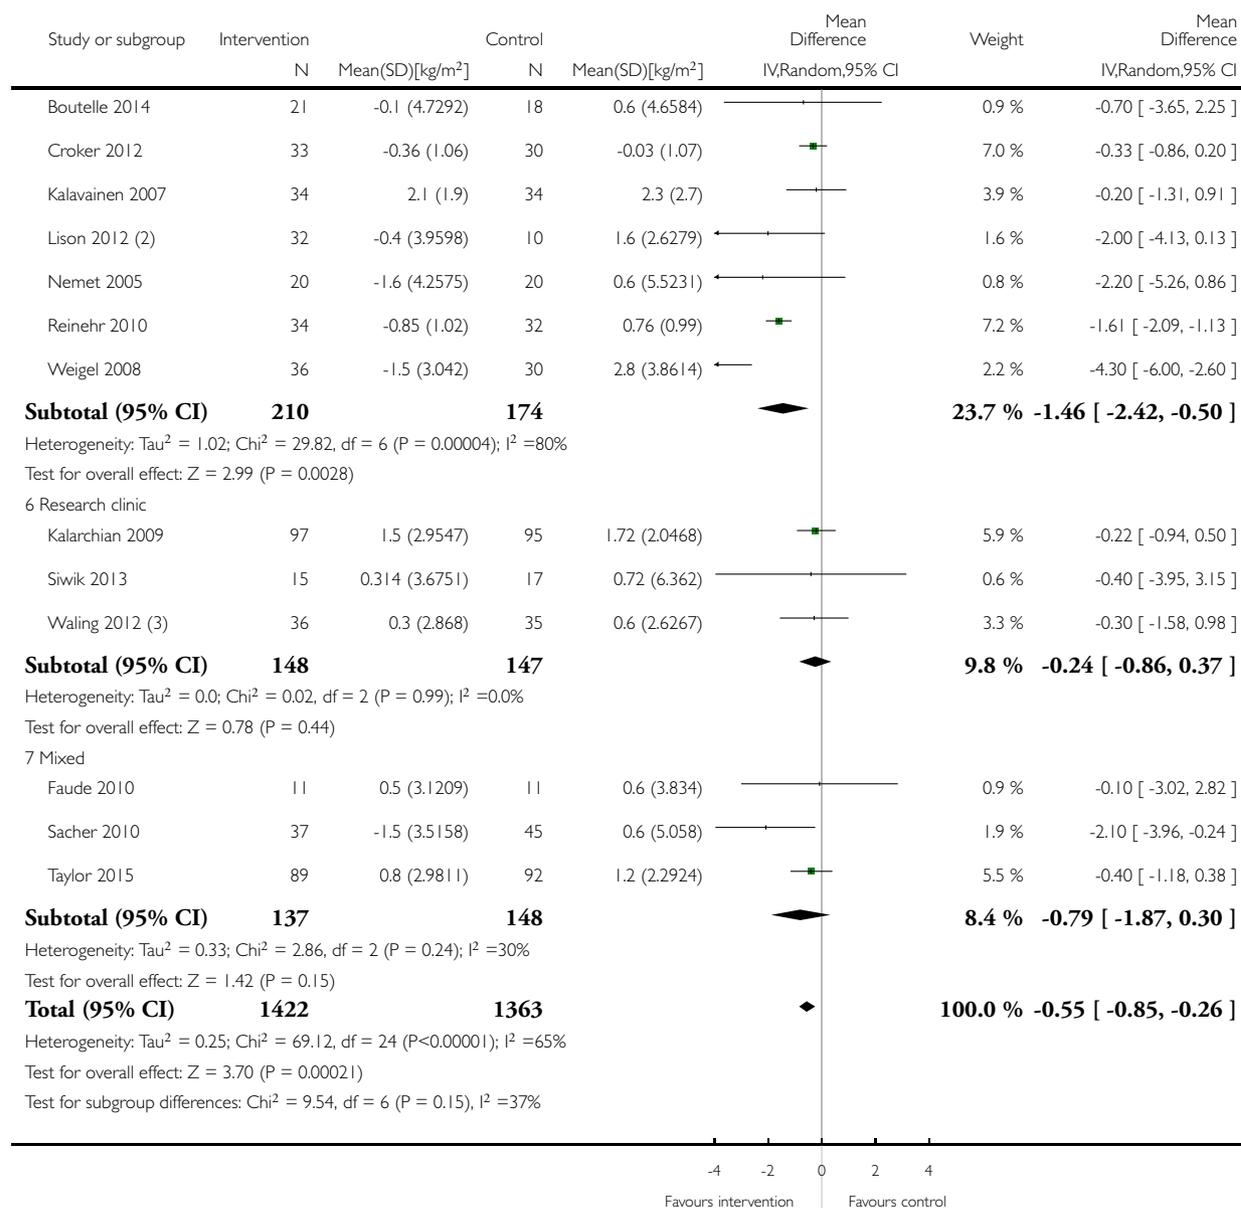 Mean Mean
Study or subgroup Intervention Control Difference Weight Difference
N Mean(SD)[kg/m²] N Mean(SD)[kg/m²] IV,Random,95% CI IV,Random,95% CI
Boutelle 2014 21 -0.1 (4.7292) 18 0.6 (4.6584) 0.9 % -0.70 [ -3.65, 2.25 ]
Croker 2012 33 -0.36 (1.06) 30 -0.03 (1.07) 7.0 % -0.33 [ -0.86, 0.20 ]
Kalavainen 2007 34 2.1 (1.9) 34 2.3 (2.7) 3.9 % -0.20 [ -1.31, 0.91 ]
Lison 2012 (2) 32 -0.4 (3.9598) 10 1.6 (2.6279) 1.6 % -2.00 [ -4.13, 0.13 ]
Nemet 2005 20 -1.6 (4.2575) 20 0.6 (5.5231) 0.8 % -2.20 [ -5.26, 0.86 ]
Reinehr 2010 34 -0.85 (1.02) 32 0.76 (0.99) 7.2 % -1.61 [ -2.09, -1.13 ]
Weigel 2008 36 -1.5 (3.042) 30 2.8 (3.8614) 2.2 % -4.30 [ -6.00, -2.60 ]
Subtotal (95% CI) 210 174 23.7 % -1.46 [ -2.42, -0.50 ]
Heterogeneity: Tau² = 1.02; Chi² = 29.82, df = 6 (P = 0.00004); I² =80%
Test for overall effect: Z = 2.99 (P = 0.0028)
6 Research clinic
Kalarchian 2009 97 1.5 (2.9547) 95 1.72 (2.0468) 5.9 % -0.22 [ -0.94, 0.50 ]
Siwik 2013 15 0.314 (3.6751) 17 0.72 (6.362) 0.6 % -0.40 [ -3.95, 3.15 ]
Waling 2012 (3) 36 0.3 (2.868) 35 0.6 (2.6267) 3.3 % -0.30 [ -1.58, 0.98 ]
Subtotal (95% CI) 148 147 9.8 % -0.24 [ -0.86, 0.37 ]
Heterogeneity: Tau² = 0.0; Chi² = 0.02, df = 2 (P = 0.99); I² =0.0%
Test for overall effect: Z = 0.78 (P = 0.44)
7 Mixed
Faude 2010 11 0.5 (3.1209) 11 0.6 (3.834) 0.9 % -0.10 [ -3.02, 2.82 ]
Sacher 2010 37 -1.5 (3.5158) 45 0.6 (5.058) 1.9 % -2.10 [ -3.96, -0.24 ]
Taylor 2015 89 0.8 (2.9811) 92 1.2 (2.2924) 5.5 % -0.40 [ -1.18, 0.38 ]
Subtotal (95% CI) 137 148 8.4 % -0.79 [ -1.87, 0.30 ]
Heterogeneity: Tau² = 0.33; Chi² = 2.86, df = 2 (P = 0.24); I² =30%
Test for overall effect: Z = 1.42 (P = 0.15)
Total (95% CI) 1422 1363 100.0 % -0.55 [ -0.85, -0.26 ]
Heterogeneity: Tau² = 0.25; Chi² = 69.12, df = 24 (P<0.00001); I² =65%
Test for overall effect: Z = 3.70 (P = 0.00021)
Test for subgroup differences: Chi² = 9.54, df = 6 (P = 0.15), I² =37%
-4 -2 0 2 4
Favours intervention Favours control